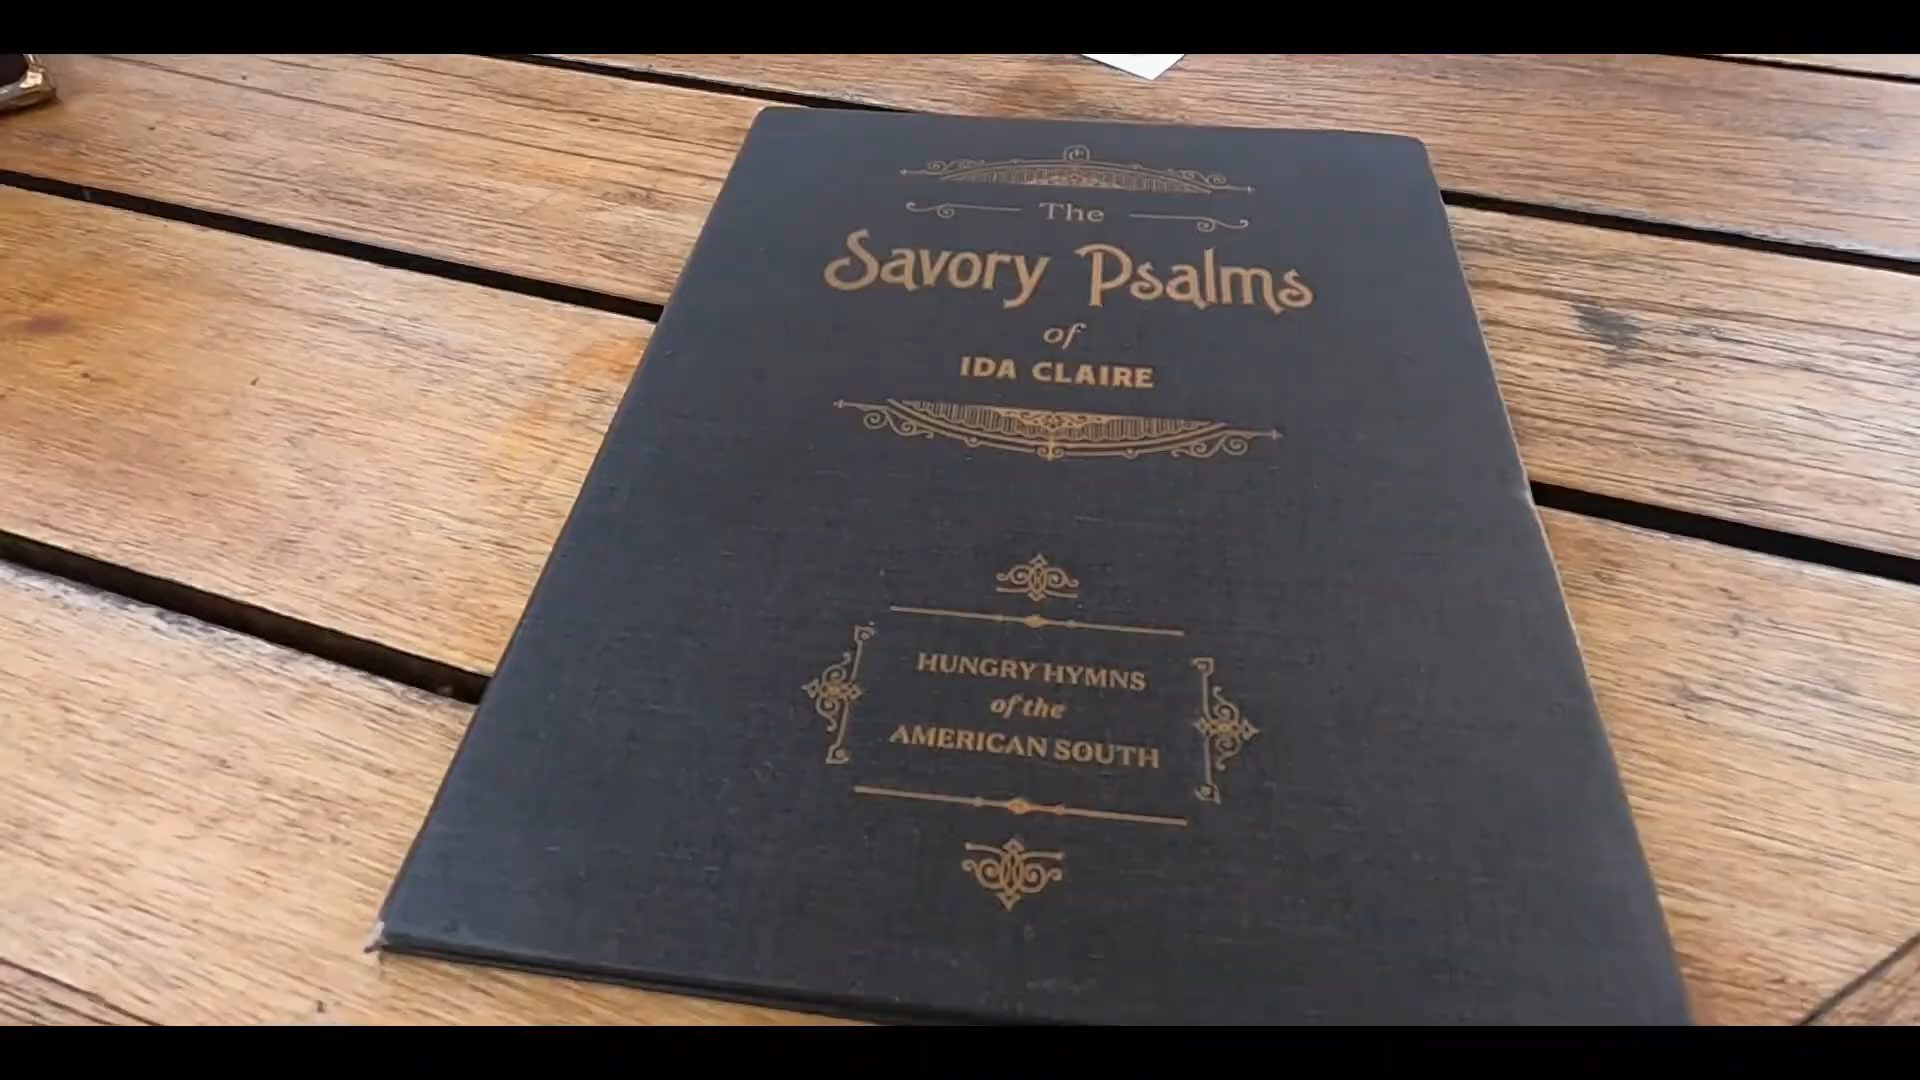 The
Savory Psalms
of
IDA CLAIRE
HUNGRY HYMNS
of the
AMERICAN SOUTH